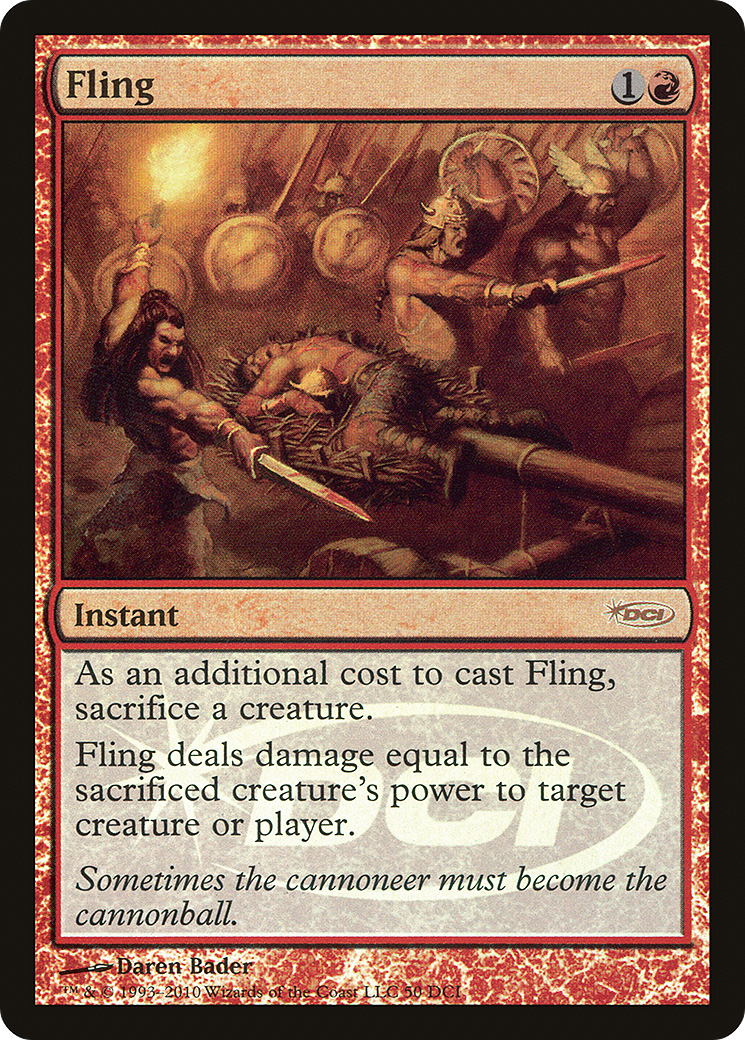 Fling 1
Instant DCI
As an additional cost to cast Fling,
sacrifice a creature.
Fling deals damage equal to the
sacrificed creature's power to target
creature or player.
DCI
Sometimes the cannoneer must become the
cannonball.
Daren Bader
™ & © 1993–2010 Wizards of the Coast LLC 50 DCI